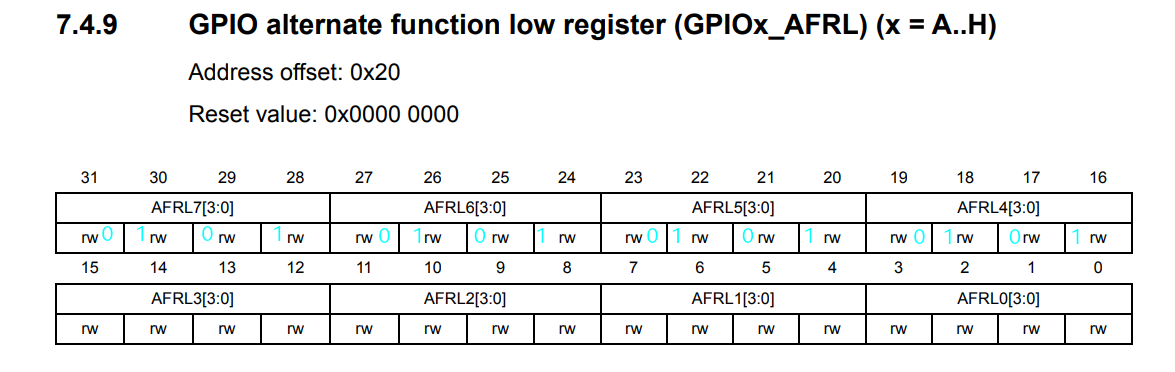 7.4.9 GPIO alternate function low register (GPIOx_AFRL) (x = A..H)
Address offset: 0x20
Reset value: 0x0000 0000
31 30 29 28 27 26 25 24 23 22 21 20 19 18 17 16
AFRL7[3:0] AFRL6[3:0] AFRL5[3:0] AFRL4[3:0]
rw 0 1 rw 0 rw 1 rw rw 0 1 rw 0 rw 1 rw rw 0 1 rw 0 rw 1 rw rw 0 1 rw 0 rw 1 rw
15 14 13 12 11 10 9 8 7 6 5 4 3 2 1 0
AFRL3[3:0] AFRL2[3:0] AFRL1[3:0] AFRL0[3:0]
rw rw rw rw rw rw rw rw rw rw rw rw rw rw rw rw